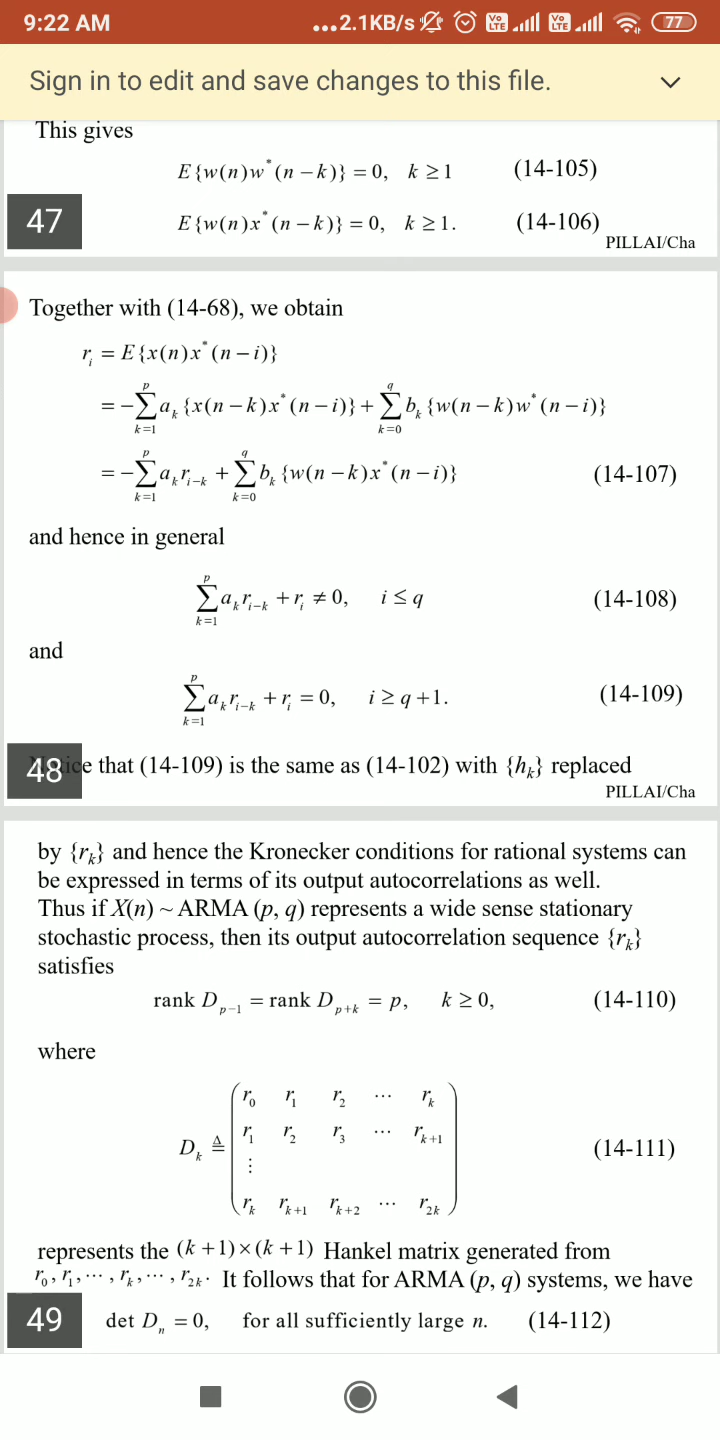 9:22 AM ...2.1KB/s Vo LTE Vo LTE 77
Sign in to edit and save changes to this file.
This gives
E{w(n)w*(n − k)} = 0, k ≥ 1 (14-105)
47 E{w(n)x*(n − k)} = 0, k ≥ 1. (14-106)
PILLAI/Cha
Together with (14-68), we obtain
r_i = E{x(n)x*(n − i)}
= −∑_{k=1}^{p} a_k {x(n − k)x*(n − i)} + ∑_{k=0}^{q} b_k {w(n − k)w*(n − i)}
= −∑_{k=1}^{p} a_k r_{i−k} + ∑_{k=0}^{q} b_k {w(n − k)x*(n − i)} (14-107)
and hence in general
∑_{k=1}^{p} a_k r_{i−k} + r_i ≠ 0, i ≤ q (14-108)
and
∑_{k=1}^{p} a_k r_{i−k} + r_i = 0, i ≥ q + 1. (14-109)
48 e that (14-109) is the same as (14-102) with {h_k} replaced
PILLAI/Cha
by {r_k} and hence the Kronecker conditions for rational systems can
be expressed in terms of its output autocorrelations as well.
Thus if X(n) ~ ARMA (p, q) represents a wide sense stationary
stochastic process, then its output autocorrelation sequence {r_k}
satisfies
rank D_{p−1} = rank D_{p+k} = p, k ≥ 0, (14-110)
where
r_0 r_1 r_2 ⋯ r_k
r_1 r_2 r_3 ⋯ r_{k+1}
D_k ≜ (14-111)
⋮
r_k r_{k+1} r_{k+2} ⋯ r_{2k}
represents the (k + 1) × (k + 1) Hankel matrix generated from
r_0, r_1, ⋯, r_k, ⋯, r_{2k}. It follows that for ARMA (p, q) systems, we have
49 det D_n = 0, for all sufficiently large n. (14-112)